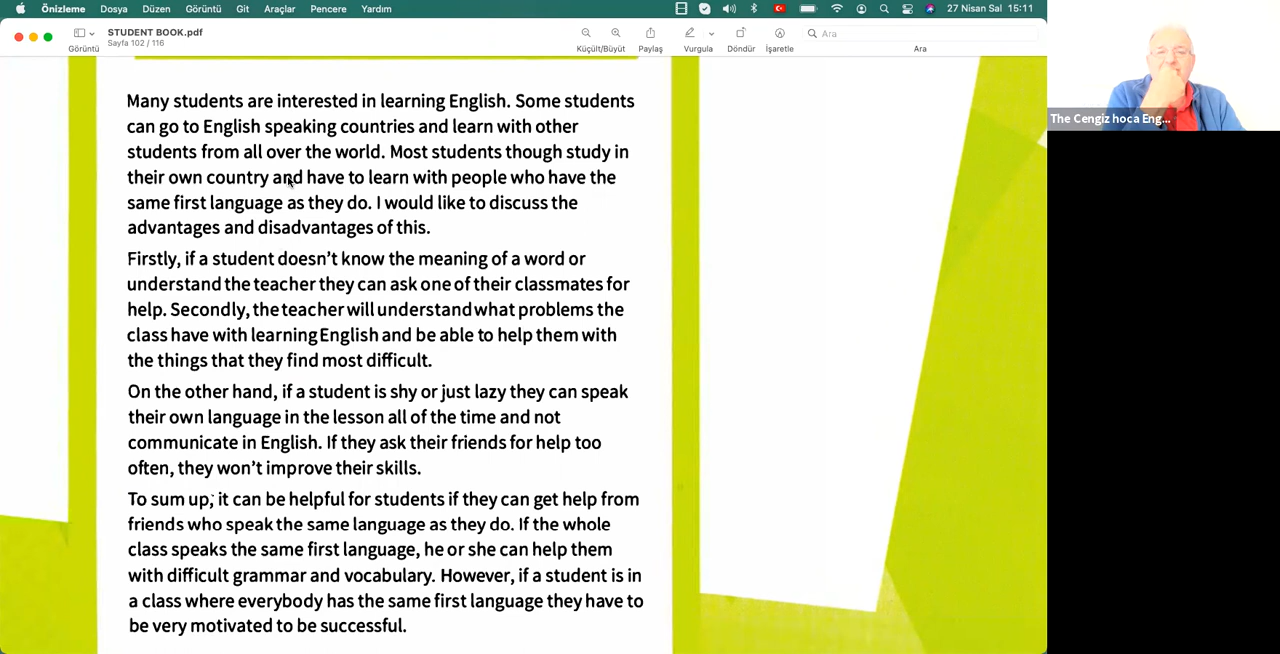 Önizleme Dosya Düzen Görüntü Git Araçlar Pencere Yardım 27 Nisan Sal 15:11
STUDENT BOOK.pdf
Sayfa 102 / 116
Ara
Görüntü Küçült/Büyüt Paylaş Vurgula Döndür İşaretle Ara
The Cengiz hoca Eng...
Many students are interested in learning English. Some students
can go to English speaking countries and learn with other
students from all over the world. Most students though study in
their own country and have to learn with people who have the
same first language as they do. I would like to discuss the
advantages and disadvantages of this.
Firstly, if a student doesn't know the meaning of a word or
understand the teacher they can ask one of their classmates for
help. Secondly, the teacher will understand what problems the
class have with learning English and be able to help them with
the things that they find most difficult.
On the other hand, if a student is shy or just lazy they can speak
their own language in the lesson all of the time and not
communicate in English. If they ask their friends for help too
often, they won't improve their skills.
To sum up, it can be helpful for students if they can get help from
friends who speak the same language as they do. If the whole
class speaks the same first language, he or she can help them
with difficult grammar and vocabulary. However, if a student is in
a class where everybody has the same first language they have to
be very motivated to be successful.